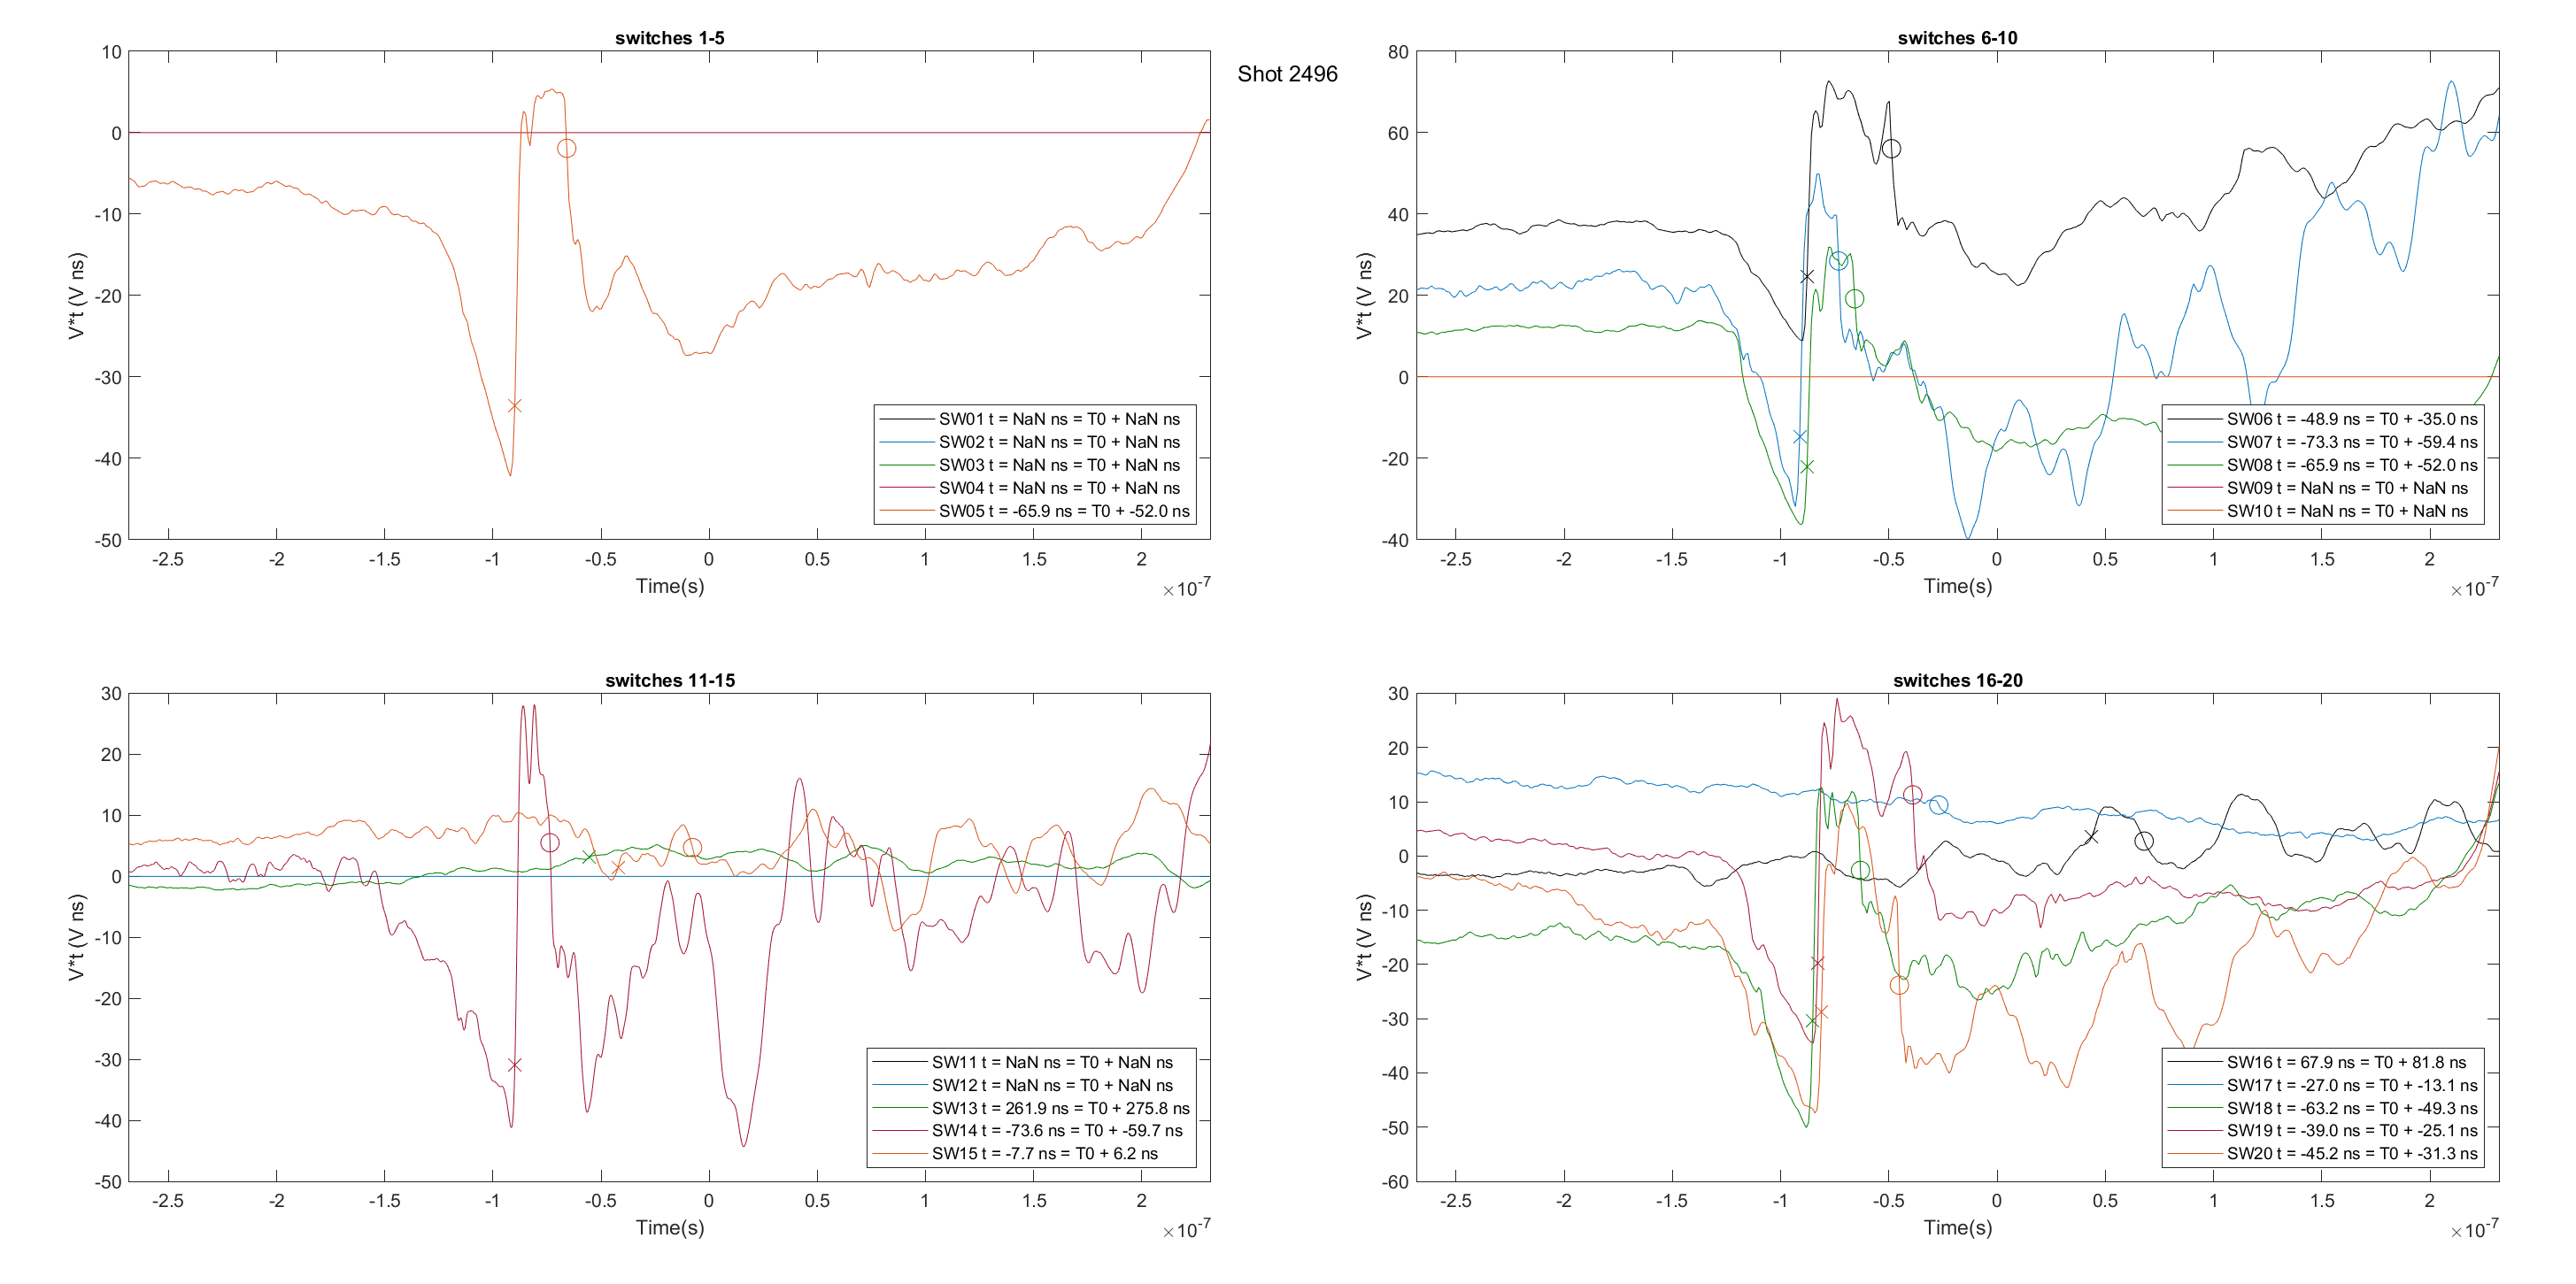 Shot 2496
switches 1-5
10
0
-10
-20
-30
-40
-50
V*t (V ns)
-2.5 -2 -1.5 -1 -0.5 0 0.5 1 1.5 2
Time(s)
×10-7
SW01 t = NaN ns = T0 + NaN ns
SW02 t = NaN ns = T0 + NaN ns
SW03 t = NaN ns = T0 + NaN ns
SW04 t = NaN ns = T0 + NaN ns
SW05 t = -65.9 ns = T0 + -52.0 ns
switches 6-10
80
60
40
20
0
-20
-40
V*t (V ns)
-2.5 -2 -1.5 -1 -0.5 0 0.5 1 1.5 2
Time(s)
×10-7
SW06 t = -48.9 ns = T0 + -35.0 ns
SW07 t = -73.3 ns = T0 + -59.4 ns
SW08 t = -65.9 ns = T0 + -52.0 ns
SW09 t = NaN ns = T0 + NaN ns
SW10 t = NaN ns = T0 + NaN ns
switches 11-15
30
20
10
0
-10
-20
-30
-40
-50
V*t (V ns)
-2.5 -2 -1.5 -1 -0.5 0 0.5 1 1.5 2
Time(s)
×10-7
SW11 t = NaN ns = T0 + NaN ns
SW12 t = NaN ns = T0 + NaN ns
SW13 t = 261.9 ns = T0 + 275.8 ns
SW14 t = -73.6 ns = T0 + -59.7 ns
SW15 t = -7.7 ns = T0 + 6.2 ns
switches 16-20
30
20
10
0
-10
-20
-30
-40
-50
-60
V*t (V ns)
-2.5 -2 -1.5 -1 -0.5 0 0.5 1 1.5 2
Time(s)
×10-7
SW16 t = 67.9 ns = T0 + 81.8 ns
SW17 t = -27.0 ns = T0 + -13.1 ns
SW18 t = -63.2 ns = T0 + -49.3 ns
SW19 t = -39.0 ns = T0 + -25.1 ns
SW20 t = -45.2 ns = T0 + -31.3 ns